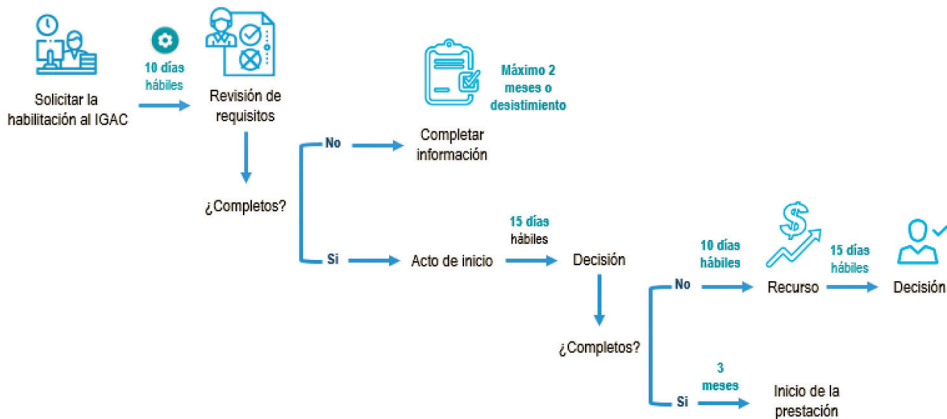 Solicitar la
habilitación al IGAC
10 días
hábiles
Revisión de
requisitos
¿Completos?
No
Completar
información
Máximo 2
meses o
desistimiento
Si
Acto de inicio
15 días
hábiles
Decisión
¿Completos?
No
10 días
hábiles
Recurso
15 días
hábiles
Decisión
Si
3
meses
Inicio de la
prestación